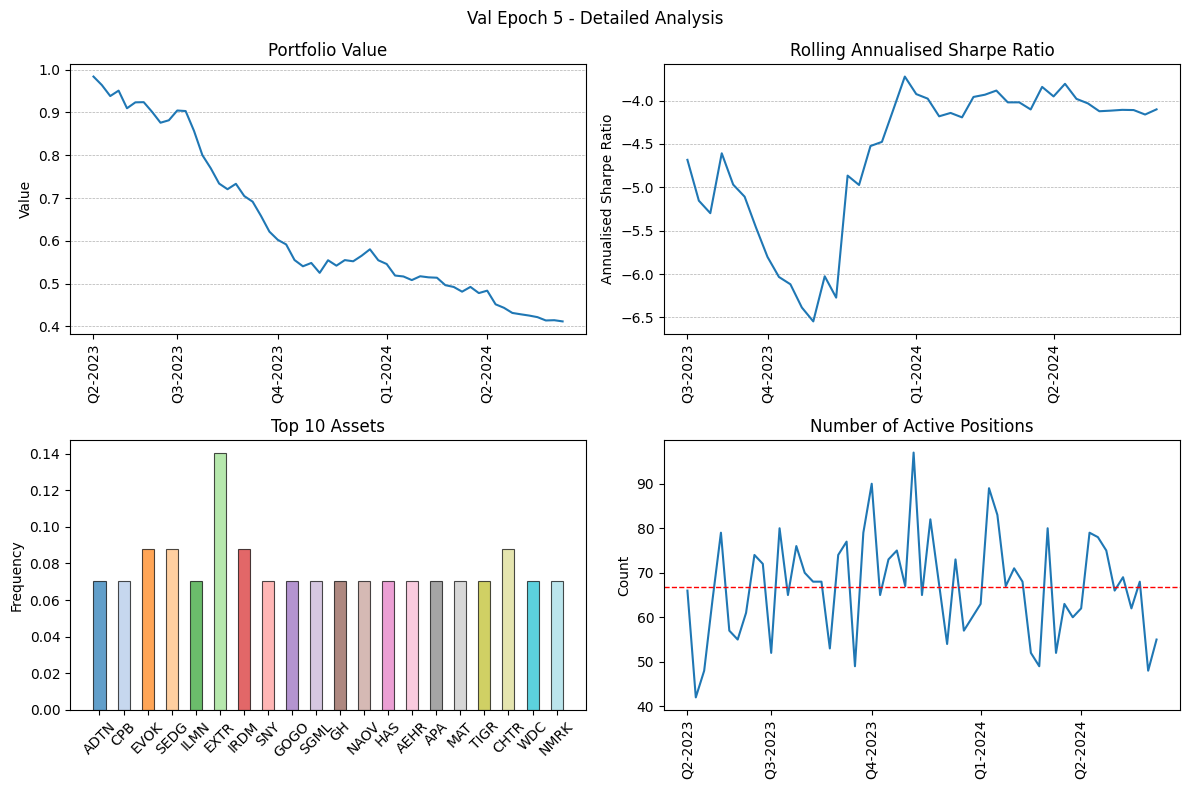 Val Epoch 5 - Detailed Analysis
Portfolio Value
Value
1.0
0.9
0.8
0.7
0.6
0.5
0.4
Q2-2023
Q3-2023
Q4-2023
Q1-2024
Q2-2024
Rolling Annualised Sharpe Ratio
Annualised Sharpe Ratio
−4.0
−4.5
−5.0
−5.5
−6.0
−6.5
Q3-2023
Q4-2023
Q1-2024
Q2-2024
Top 10 Assets
Frequency
0.14
0.12
0.10
0.08
0.06
0.04
0.02
0.00
ADTN
CPB
EVOK
SEDG
ILMN
EXTR
IRDM
SNY
GOGO
SGML
GH
NAOV
HAS
AEHR
APA
MAT
TIGR
CHTR
WDC
NMRK
Number of Active Positions
Count
90
80
70
60
50
40
Q2-2023
Q3-2023
Q4-2023
Q1-2024
Q2-2024